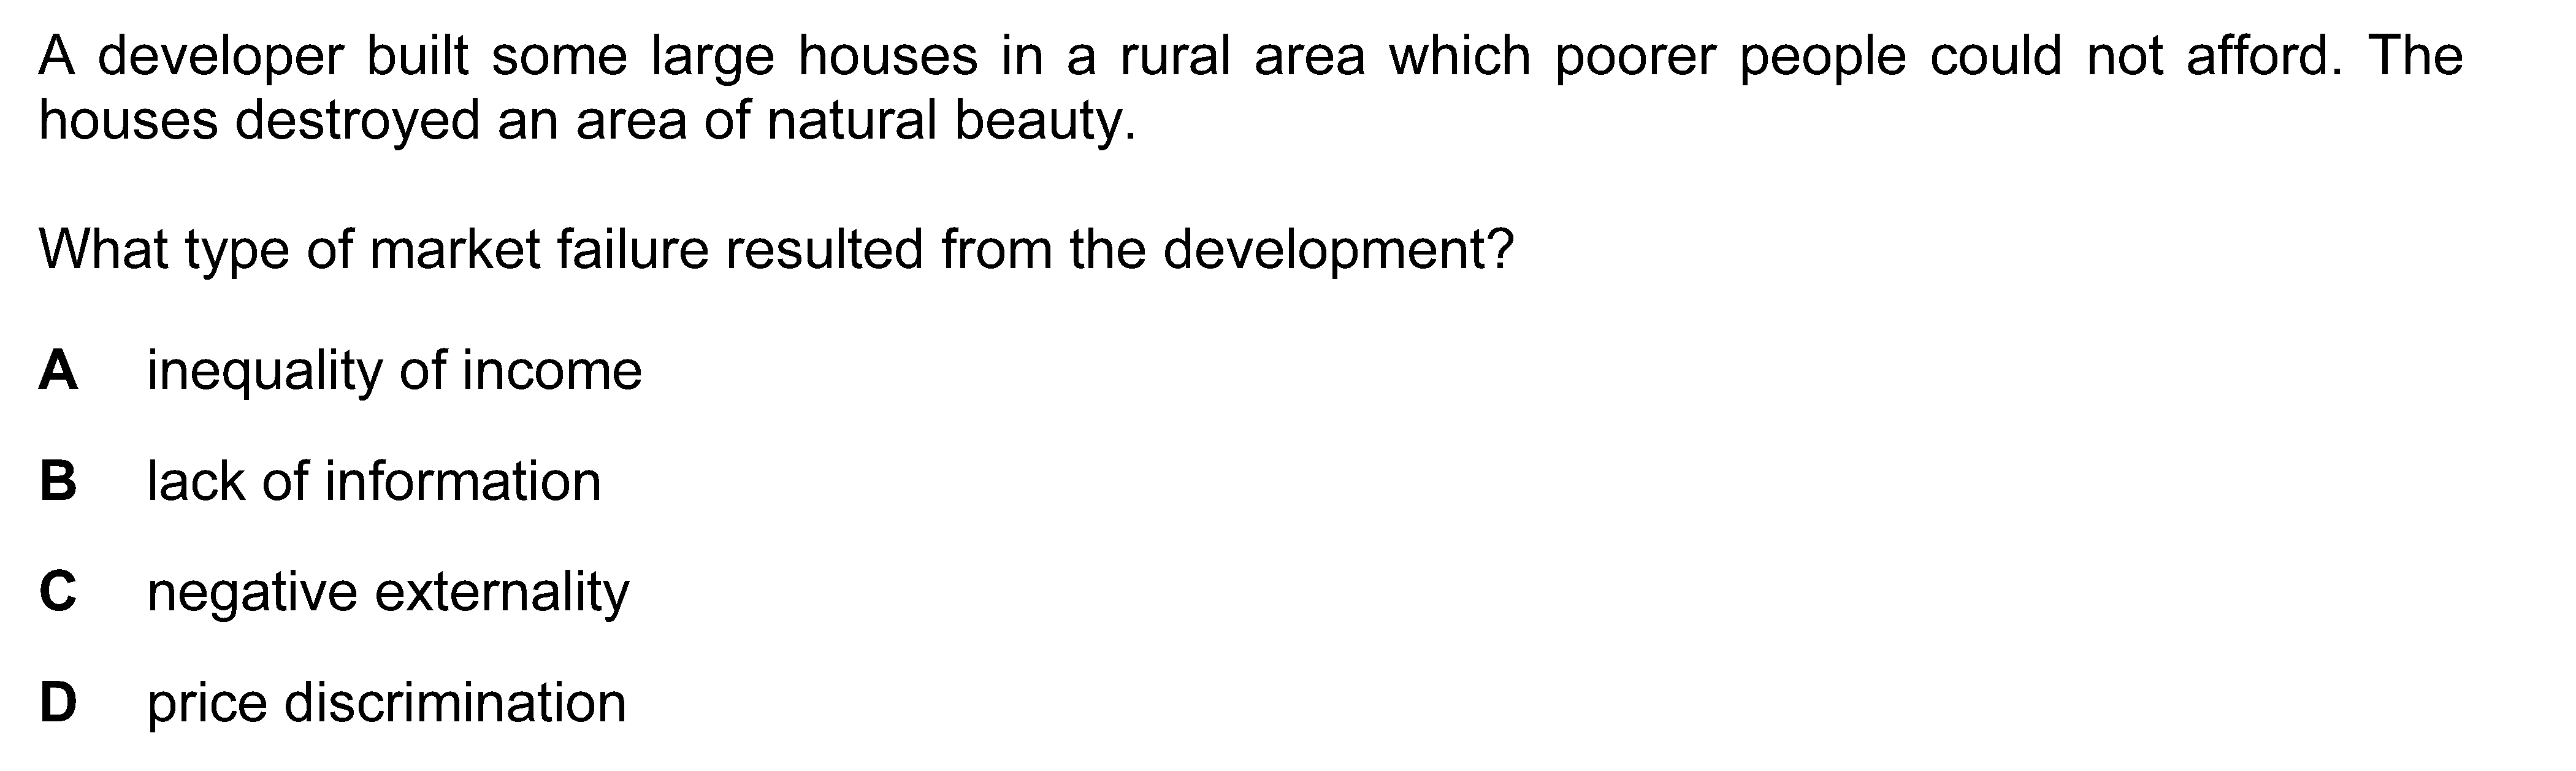 A developer built some large houses in a rural area which poorer people could not afford. The
houses destroyed an area of natural beauty.
What type of market failure resulted from the development?
A inequality of income
B lack of information
C negative externality
D price discrimination